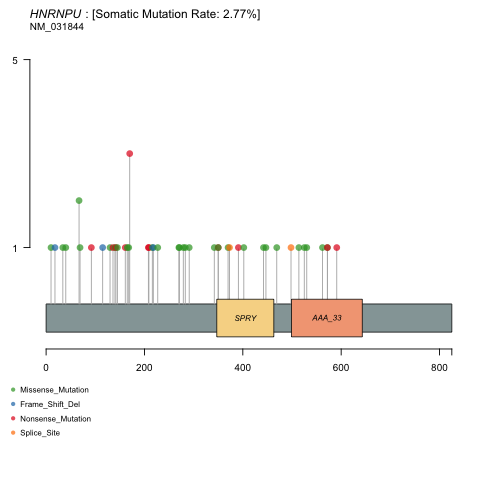 HNRNPU : [Somatic Mutation Rate: 2.77%]
NM_031844
5
1
SPRY
AAA_33
0 200 400 600 800
Missense_Mutation
Frame_Shift_Del
Nonsense_Mutation
Splice_Site